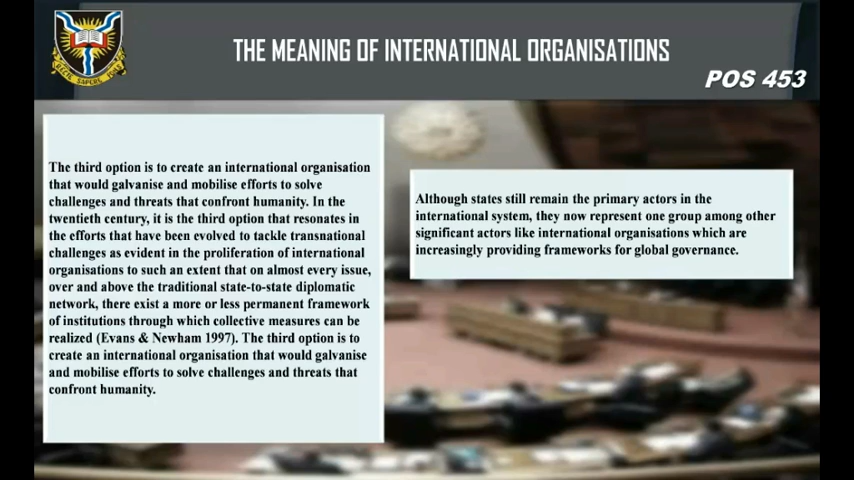 THE MEANING OF INTERNATIONAL ORGANISATIONS
POS 453
RECTE SAPERE FONS
The third option is to create an international organisation
that would galvanise and mobilise efforts to solve
challenges and threats that confront humanity. In the
twentieth century, it is the third option that resonates in
the efforts that have been evolved to tackle transnational
challenges as evident in the proliferation of international
organisations to such an extent that on almost every issue,
over and above the traditional state-to-state diplomatic
network, there exist a more or less permanent framework
of institutions through which collective measures can be
realized (Evans & Newham 1997). The third option is to
create an international organisation that would galvanise
and mobilise efforts to solve challenges and threats that
confront humanity.
Although states still remain the primary actors in the
international system, they now represent one group among other
significant actors like international organisations which are
increasingly providing frameworks for global governance.